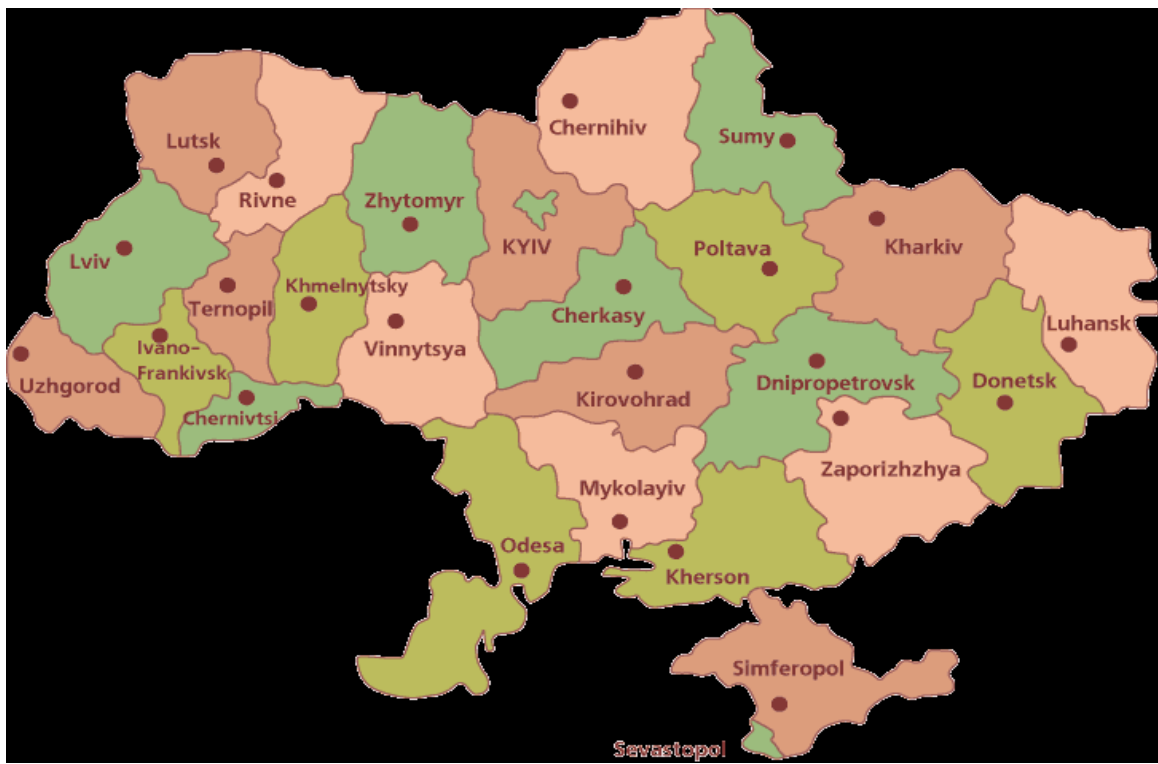 Chernihiv
Sumy
Lutsk
Rivne
Zhytomyr
KYIV
Poltava
Kharkiv
Lviv
Khmelnytsky
Ternopil
Cherkasy
Luhansk
Ivano-
Frankivsk
Vinnytsya
Uzhgorod
Dnipropetrovsk
Donetsk
Kirovohrad
Chernivtsi
Zaporizhzhya
Mykolayiv
Odesa
Kherson
Simferopol
Sevastopol